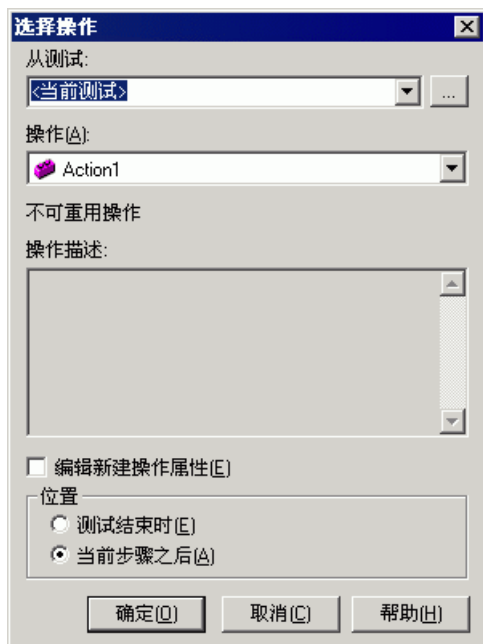 选择操作
从测试:
<当前测试>
...
操作(A):
Action1
不可重用操作
操作描述:
编辑新建操作属性(E)
位置
测试结束时(E)
当前步骤之后(A)
确定(O) 取消(C) 帮助(H)